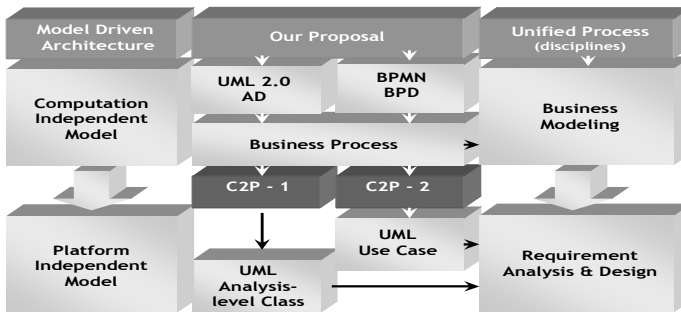 Model Driven
Architecture
Our Proposal
Unified Process
(disciplines)
UML 2.0
AD
BPMN
BPD
Computation
Independent
Model
Business
Modeling
Business Process
C2P - 1
C2P - 2
UML
Use Case
Platform
Independent
Model
UML
Analysis-
level Class
Requirement
Analysis & Design